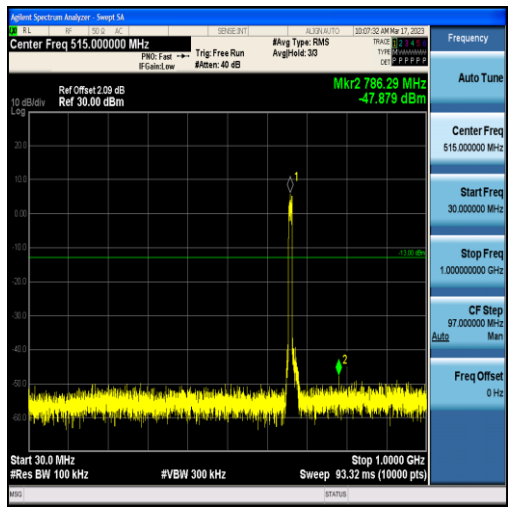 Agilent Spectrum Analyzer - Swept SA
RL RF 50 Ω AC SENSE:INT ALIGN AUTO 10:07:32 AM Mar 17, 2023
Center Freq 515.000000 MHz
PNO: Fast
IFGain:Low
Trig: Free Run
#Atten: 40 dB
#Avg Type: RMS
Avg|Hold: 3/3
TRACE 1 2 3 4 5 6
TYPE
DET P P P P P P
Ref Offset 2.09 dB
10 dB/div Ref 30.00 dBm
Log
Mkr2 786.29 MHz
-47.879 dBm
20.0
10.0
0.00
-10.0
-20.0
-30.0
-40.0
-50.0
-60.0
1
-13.00 dBm
2
Start 30.0 MHz Stop 1.0000 GHz
#Res BW 100 kHz #VBW 300 kHz Sweep 93.32 ms (10000 pts)
MSG STATUS
Frequency
Auto Tune
Center Freq
515.000000 MHz
Start Freq
30.000000 MHz
Stop Freq
1.000000000 GHz
CF Step
97.000000 MHz
Auto Man
Freq Offset
0 Hz